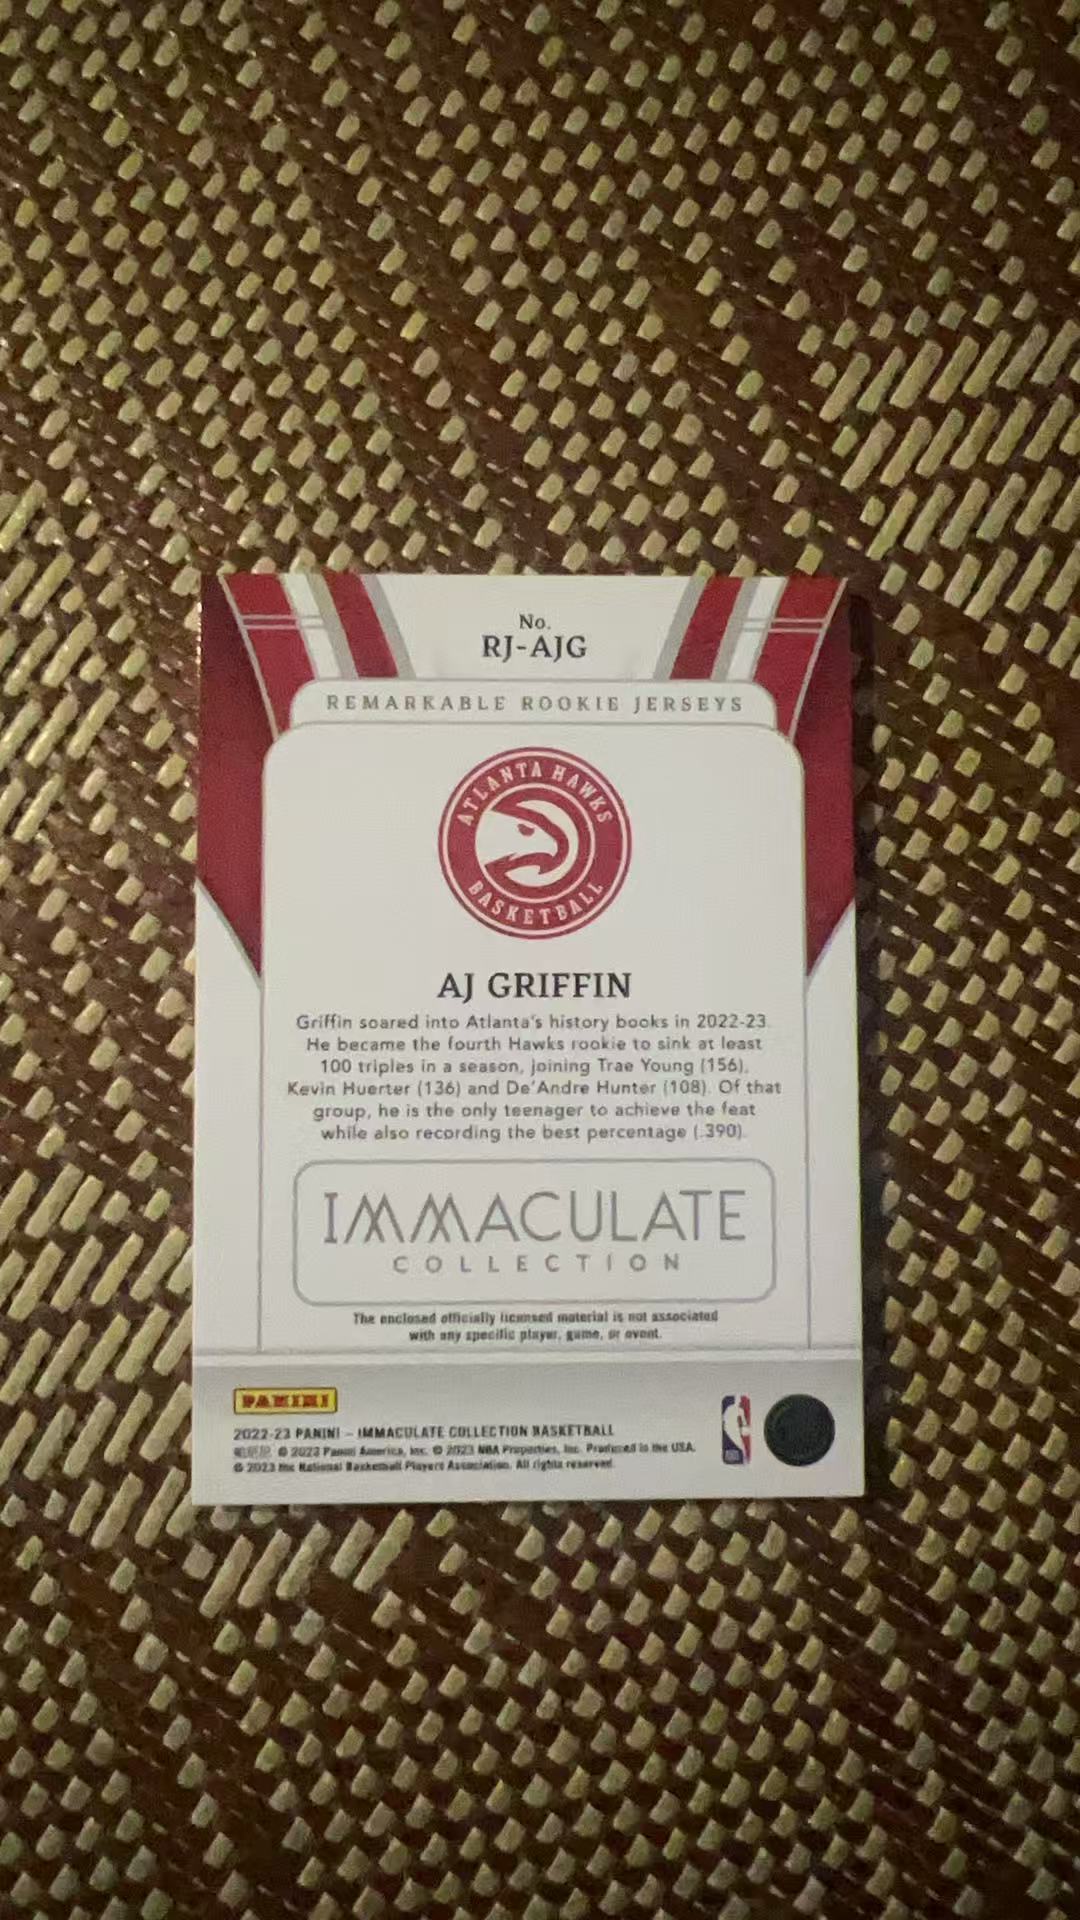 No.
RJ-AJG
REMARKABLE ROOKIE JERSEYS
ATLANTA HAWKS
BASKETBALL
AJ GRIFFIN
Griffin soared into Atlanta's history books in 2022-23.
He became the fourth Hawks rookie to sink at least
100 triples in a season, joining Trae Young (156),
Kevin Huerter (136) and De'Andre Hunter (108). Of that
group, he is the only teenager to achieve the feat
while also recording the best percentage (.390).
IMMACULATE
COLLECTION
The enclosed officially licensed material is not associated
with any specific player, game, or event.
PANINI
2022-23 PANINI – IMMACULATE COLLECTION BASKETBALL
© 2023 Panini America, Inc. © 2023 NBA Properties, Inc. Produced in the USA.
© 2023 the National Basketball Players Association. All rights reserved.